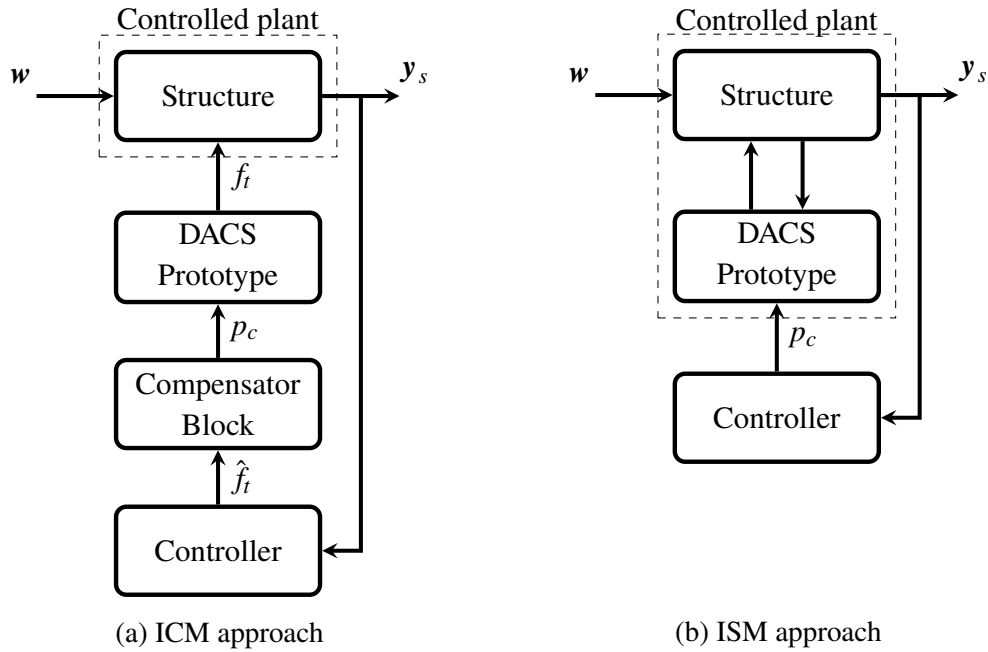 Controlled plant
w
Structure
y_s
f_t
DACS
Prototype
p_c
Compensator
Block
f̂_t
Controller
(a) ICM approach
Controlled plant
w
Structure
y_s
DACS
Prototype
p_c
Controller
(b) ISM approach